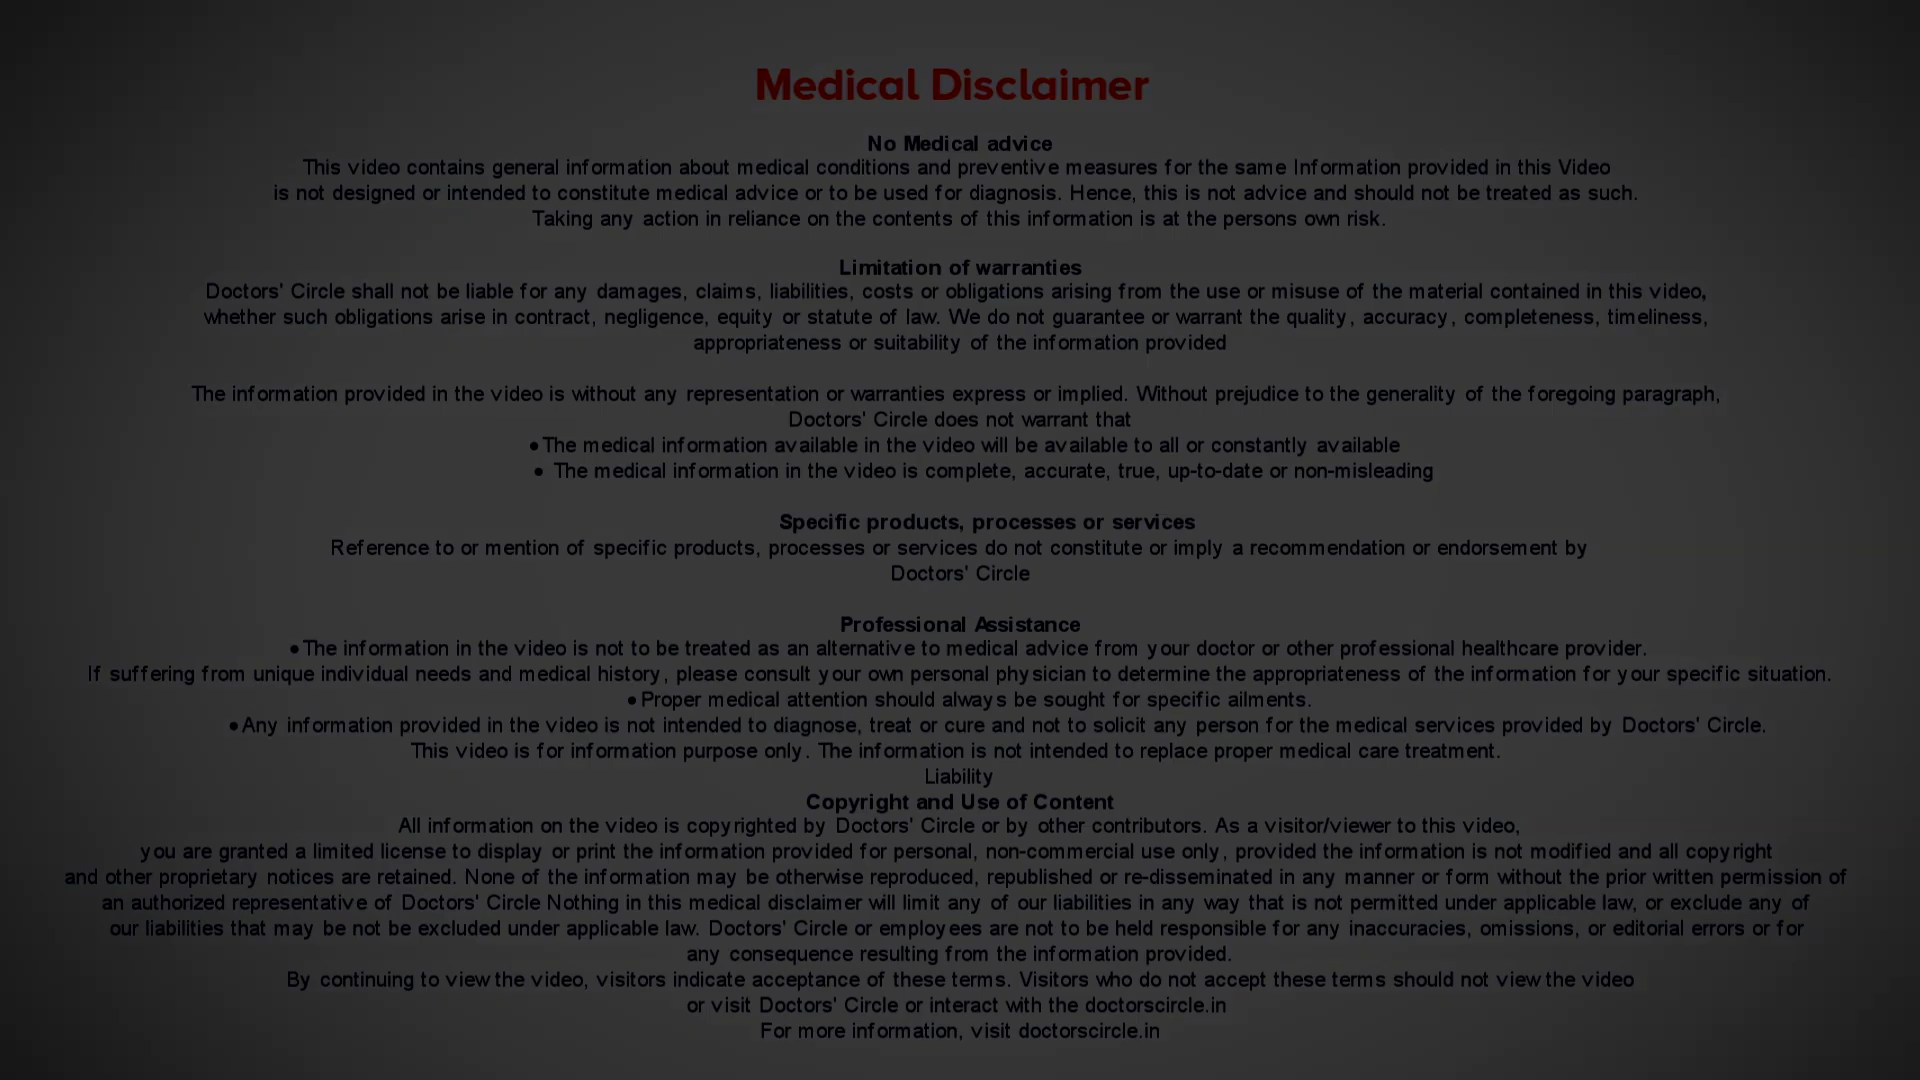 Medical Disclaimer
No Medical advice
This video contains general information about medical conditions and preventive measures for the same Information provided in this Video
is not designed or intended to constitute medical advice or to be used for diagnosis. Hence, this is not advice and should not be treated as such.
Taking any action in reliance on the contents of this information is at the persons own risk.
Limitation of warranties
Doctors' Circle shall not be liable for any damages, claims, liabilities, costs or obligations arising from the use or misuse of the material contained in this video,
whether such obligations arise in contract, negligence, equity or statute of law. We do not guarantee or warrant the quality, accuracy, completeness, timeliness,
appropriateness or suitability of the information provided
The information provided in the video is without any representation or warranties express or implied. Without prejudice to the generality of the foregoing paragraph,
Doctors' Circle does not warrant that
•The medical information available in the video will be available to all or constantly available
• The medical information in the video is complete, accurate, true, up-to-date or non-misleading
Specific products, processes or services
Reference to or mention of specific products, processes or services do not constitute or imply a recommendation or endorsement by
Doctors' Circle
Professional Assistance
•The information in the video is not to be treated as an alternative to medical advice from your doctor or other professional healthcare provider.
If suffering from unique individual needs and medical history, please consult your own personal physician to determine the appropriateness of the information for your specific situation.
•Proper medical attention should always be sought for specific ailments.
•Any information provided in the video is not intended to diagnose, treat or cure and not to solicit any person for the medical services provided by Doctors' Circle.
This video is for information purpose only. The information is not intended to replace proper medical care treatment.
Liability
Copyright and Use of Content
All information on the video is copyrighted by Doctors' Circle or by other contributors. As a visitor/viewer to this video,
you are granted a limited license to display or print the information provided for personal, non-commercial use only, provided the information is not modified and all copyright
and other proprietary notices are retained. None of the information may be otherwise reproduced, republished or re-disseminated in any manner or form without the prior written permission of
an authorized representative of Doctors' Circle Nothing in this medical disclaimer will limit any of our liabilities in any way that is not permitted under applicable law, or exclude any of
our liabilities that may be not be excluded under applicable law. Doctors' Circle or employees are not to be held responsible for any inaccuracies, omissions, or editorial errors or for
any consequence resulting from the information provided.
By continuing to view the video, visitors indicate acceptance of these terms. Visitors who do not accept these terms should not view the video
or visit Doctors' Circle or interact with the doctorscircle.in
For more information, visit doctorscircle.in